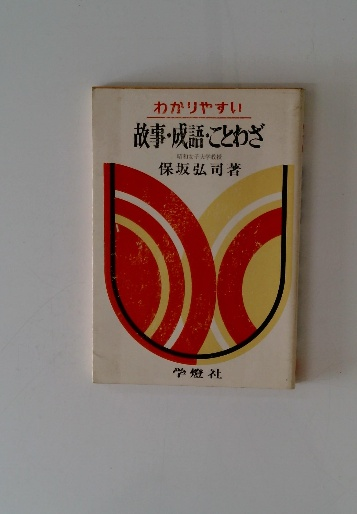 わかりやすい
故事・成語・ことわざ
昭和女子大学教授
保坂弘司著
学燈社